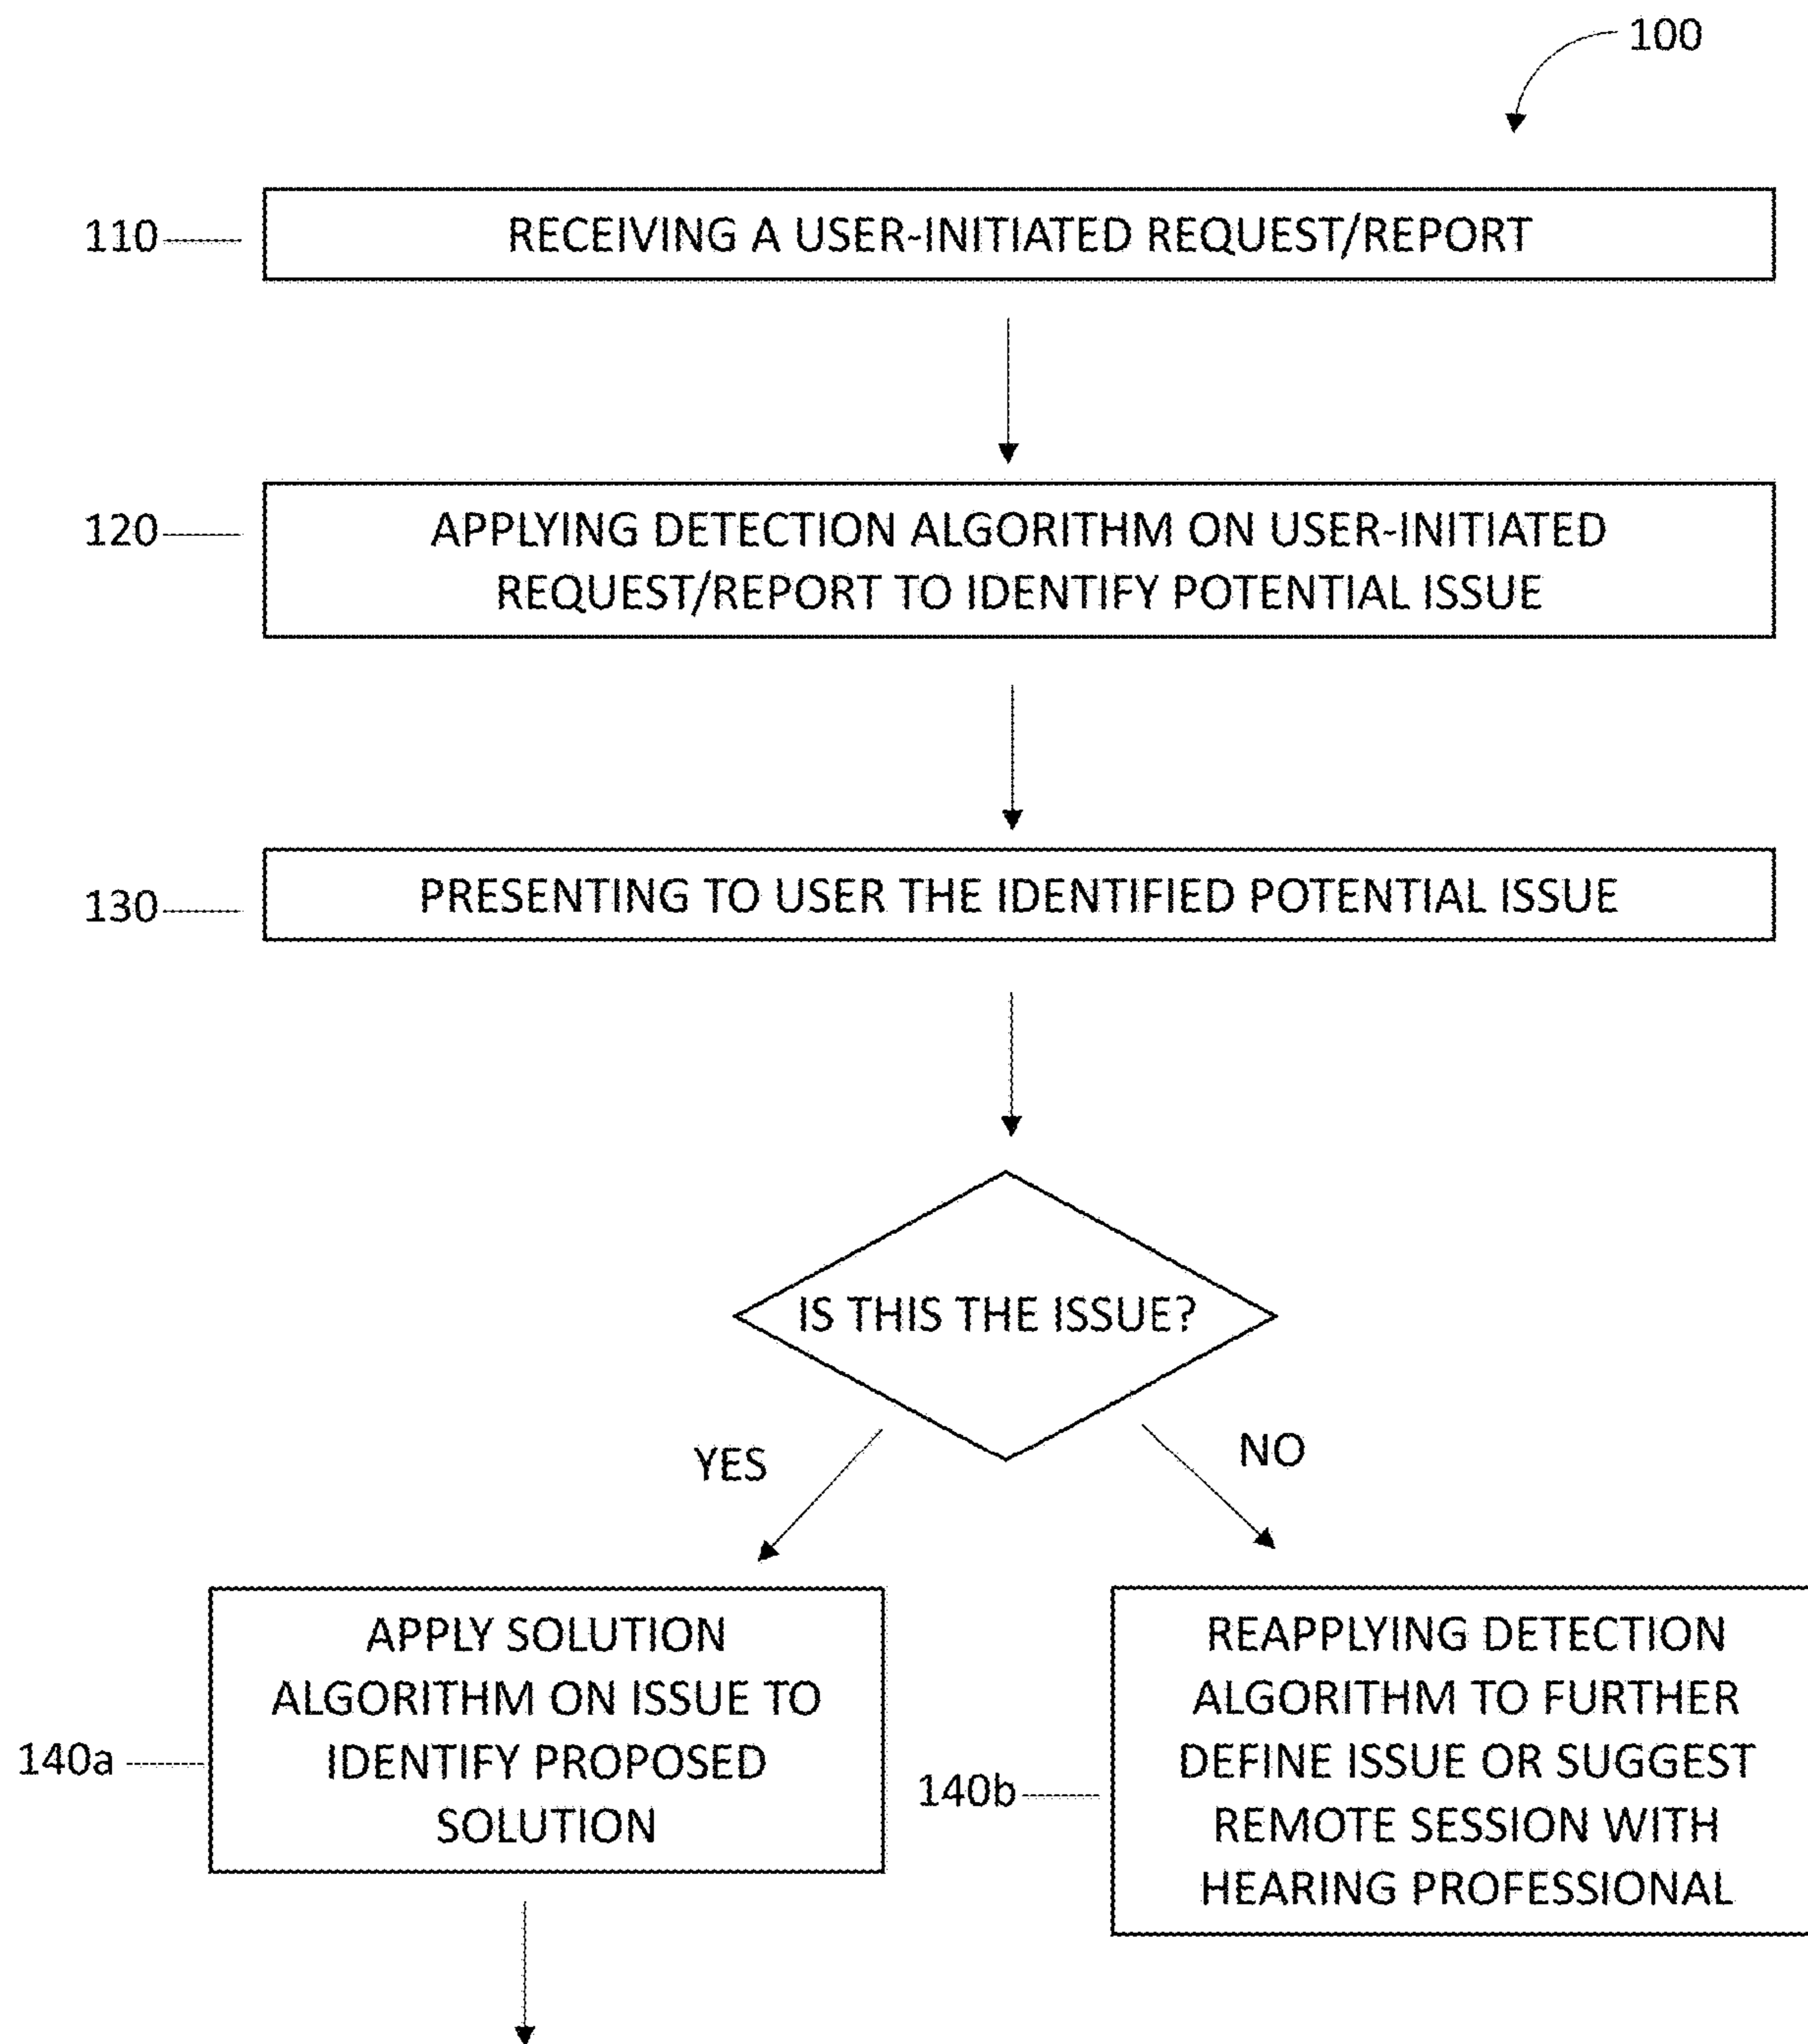 100
110
RECEIVING A USER-INITIATED REQUEST/REPORT
120
APPLYING DETECTION ALGORITHM ON USER-INITIATED
REQUEST/REPORT TO IDENTIFY POTENTIAL ISSUE
130
PRESENTING TO USER THE IDENTIFIED POTENTIAL ISSUE
IS THIS THE ISSUE?
YES
NO
140a
APPLY SOLUTION
ALGORITHM ON ISSUE TO
IDENTIFY PROPOSED
SOLUTION
140b
REAPPLYING DETECTION
ALGORITHM TO FURTHER
DEFINE ISSUE OR SUGGEST
REMOTE SESSION WITH
HEARING PROFESSIONAL